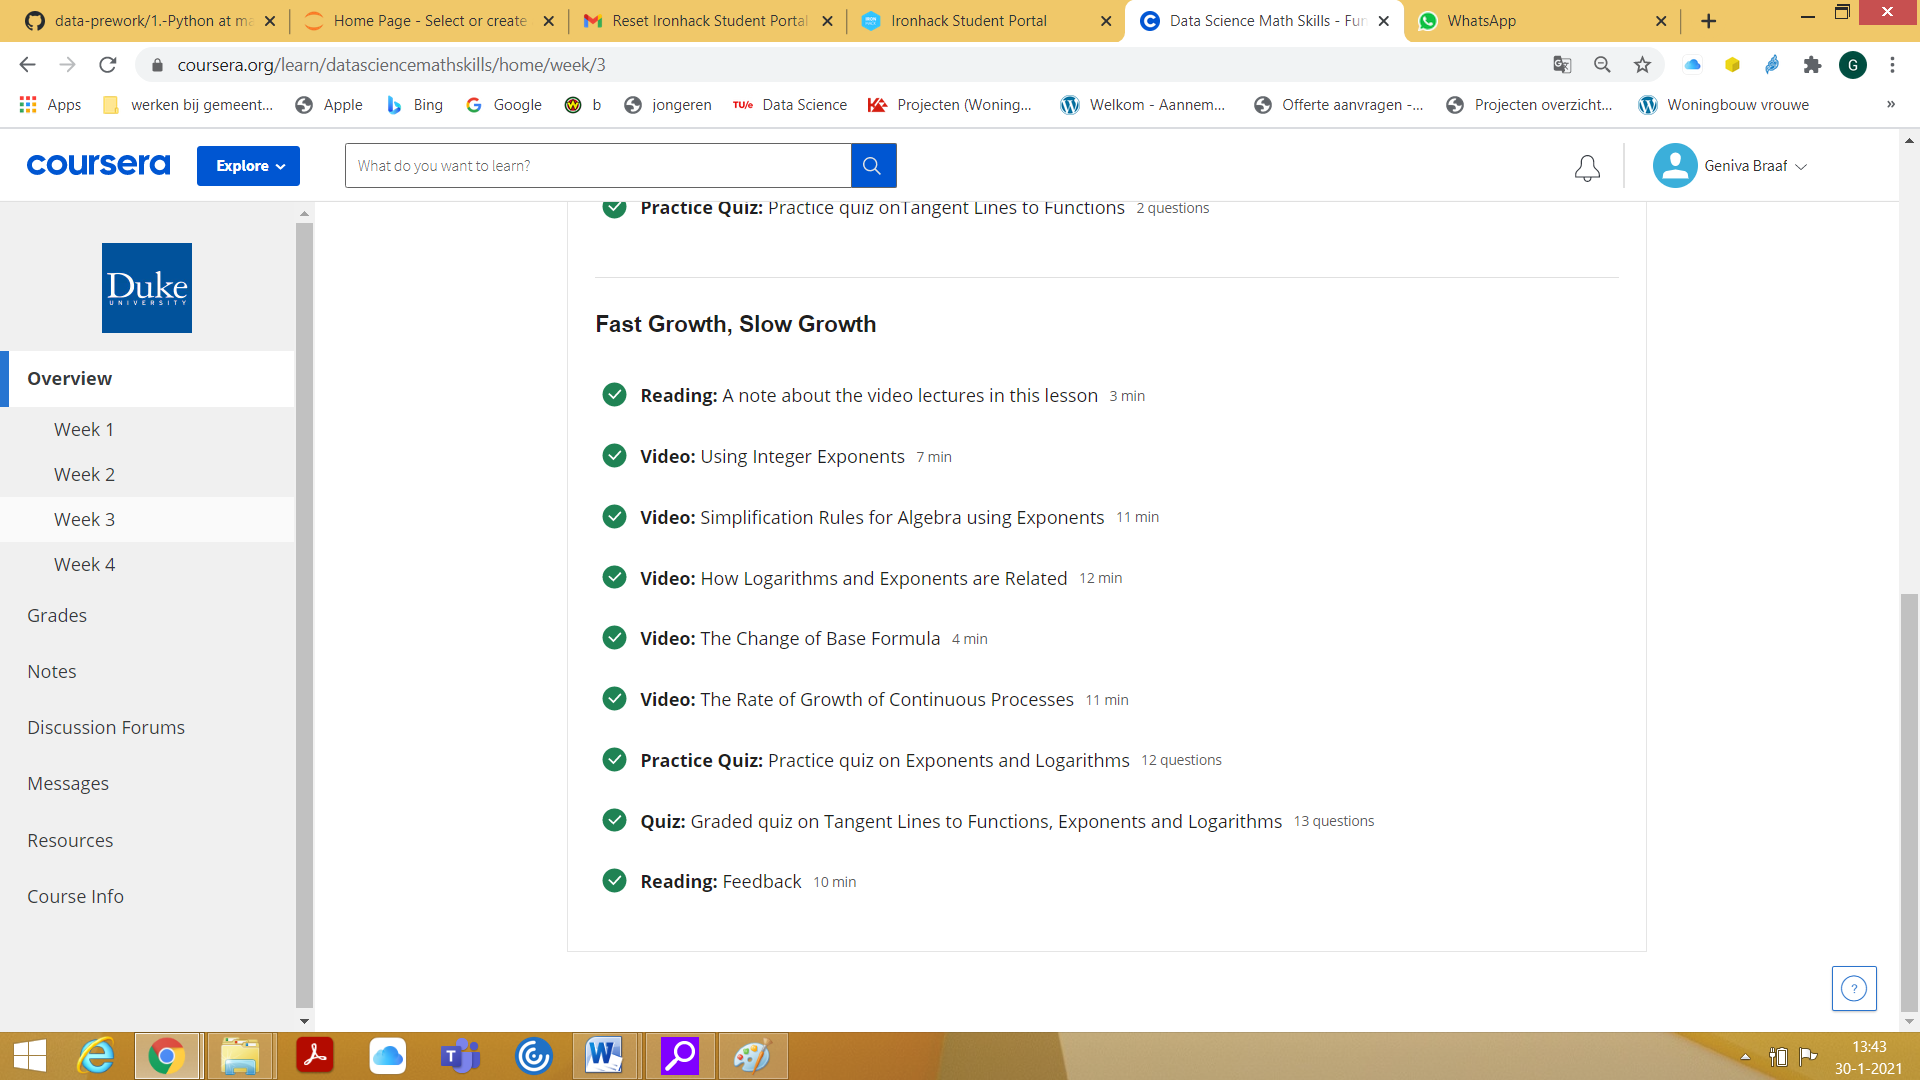 data-prework/1.-Python at ma
Home Page - Select or create
Reset Ironhack Student Portal
Ironhack Student Portal
Data Science Math Skills - Fun
WhatsApp
coursera.org/learn/datasciencemathskills/home/week/3
G
Apps
werken bij gemeent...
Apple
Bing
Google
b
jongeren
TU/e Data Science
Projecten (Woning...
Welkom - Aannem...
Offerte aanvragen -...
Projecten overzicht...
Woningbouw vrouwe
»
coursera
Explore
What do you want to learn?
Geniva Braaf
Duke
UNIVERSITY
Overview
Week 1
Week 2
Week 3
Week 4
Grades
Notes
Discussion Forums
Messages
Resources
Course Info
Practice Quiz: Practice quiz onTangent Lines to Functions 2 questions
Fast Growth, Slow Growth
Reading: A note about the video lectures in this lesson 3 min
Video: Using Integer Exponents 7 min
Video: Simplification Rules for Algebra using Exponents 11 min
Video: How Logarithms and Exponents are Related 12 min
Video: The Change of Base Formula 4 min
Video: The Rate of Growth of Continuous Processes 11 min
Practice Quiz: Practice quiz on Exponents and Logarithms 12 questions
Quiz: Graded quiz on Tangent Lines to Functions, Exponents and Logarithms 13 questions
Reading: Feedback 10 min
?
13:43
30-1-2021